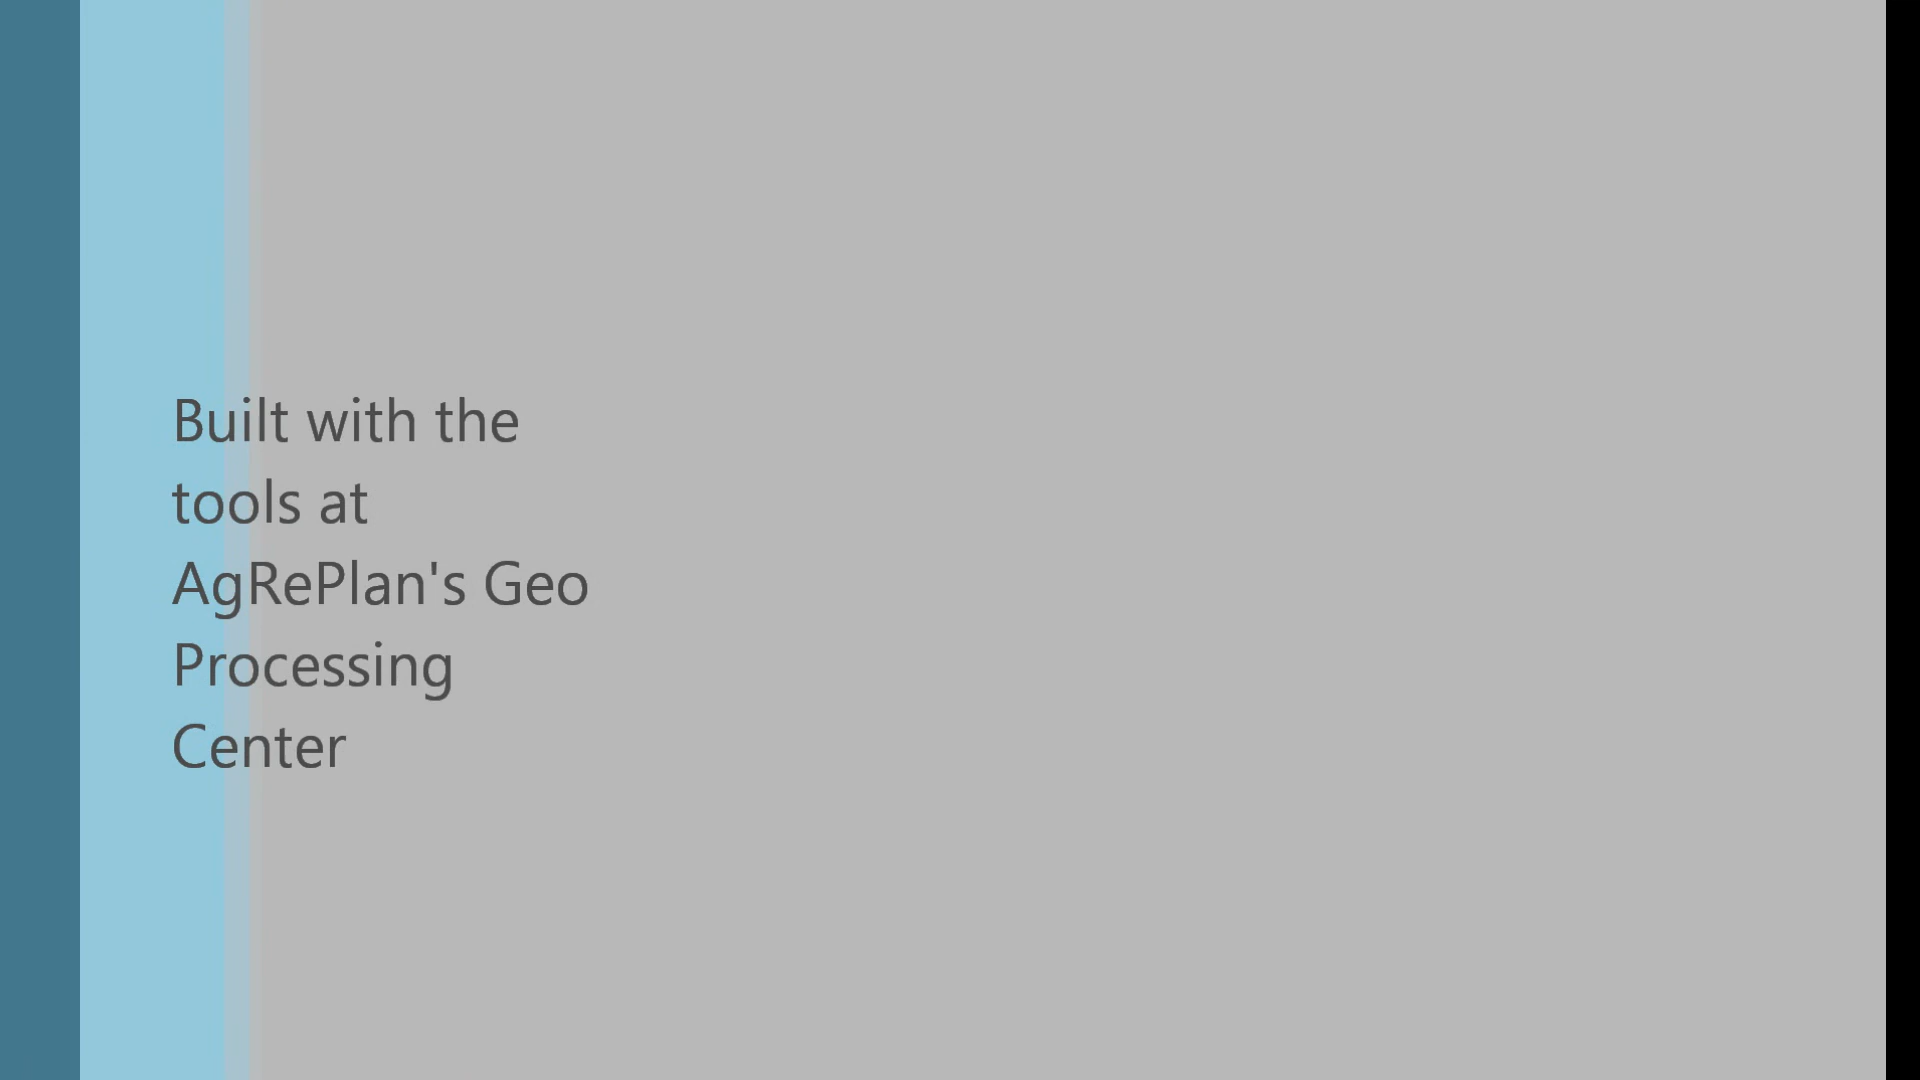 Built with the
tools at
AgRePlan's Geo
Processing
Center